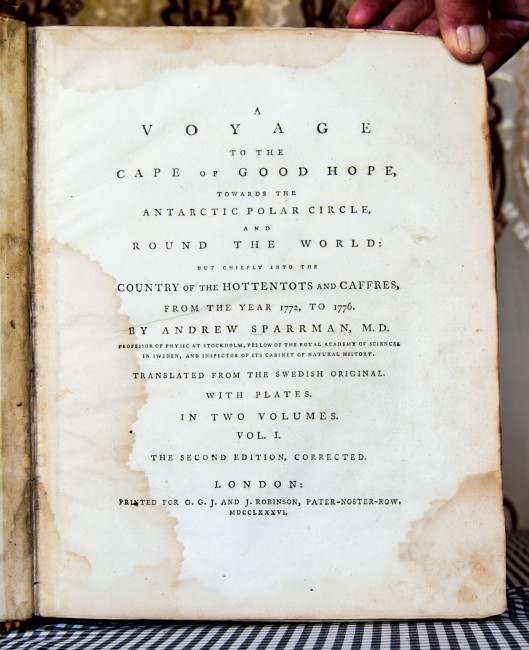 A
VOYAGE
TO THE
CAPE OF GOOD HOPE,
TOWARDS THE
ANTARCTIC POLAR CIRCLE,
AND
ROUND THE WORLD:
BUT CHIEFLY INTO THE
COUNTRY OF THE HOTTENTOTS AND CAFFRES,
FROM THE YEAR 1772, TO 1776.
BY ANDREW SPARRMAN, M.D.
PROFESSOR OF PHYSIC AT STOCKHOLM, FELLOW OF THE ROYAL ACADEMY OF SCIENCES
IN SWEDEN, AND INSPECTOR OF ITS CABINET OF NATURAL HISTORY.
TRANSLATED FROM THE SWEDISH ORIGINAL.
WITH PLATES.
IN TWO VOLUMES.
VOL. I.
THE SECOND EDITION, CORRECTED.
LONDON:
PRINTED FOR G. G. J. AND J. ROBINSON, PATER-NOSTER-ROW.
MDCCLXXXVI.